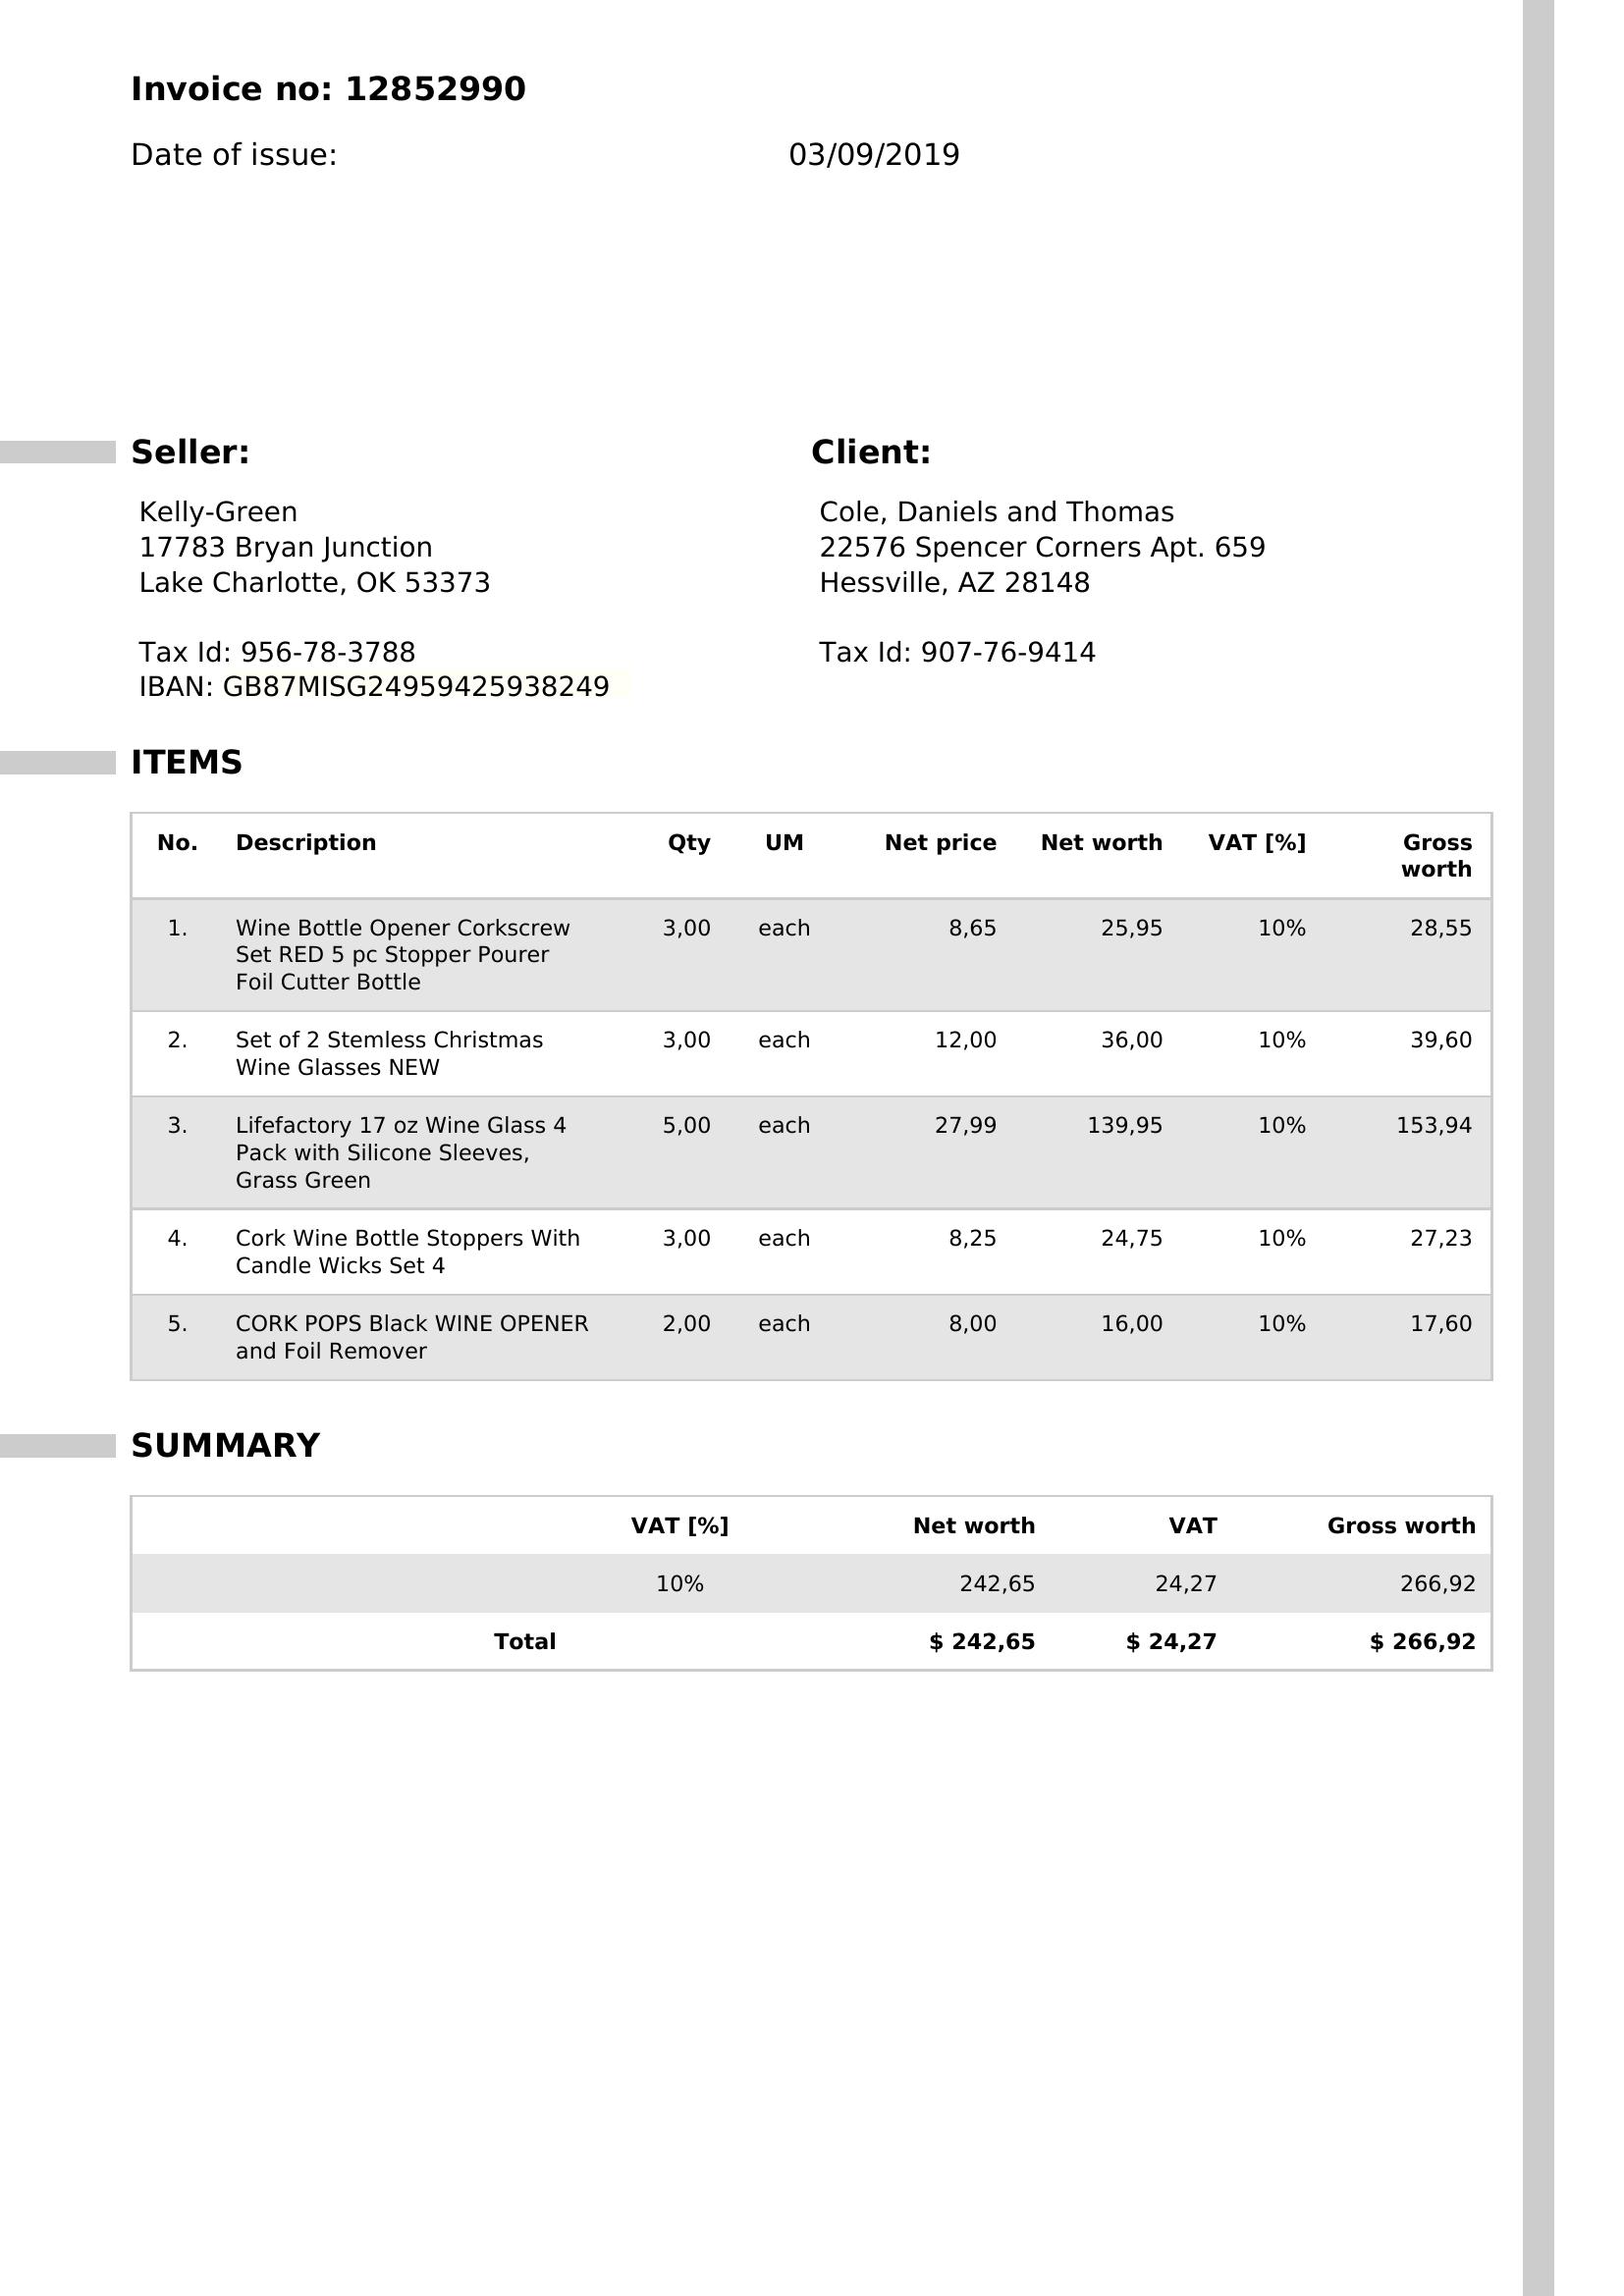 Invoice no: 12852990
Date of issue: 03/09/2019
Seller:
Kelly-Green
17783 Bryan Junction
Lake Charlotte, OK 53373
Tax Id: 956-78-3788
IBAN: GB87MISG24959425938249
Client:
Cole, Daniels and Thomas
22576 Spencer Corners Apt. 659
Hessville, AZ 28148
Tax Id: 907-76-9414
ITEMS
No. Description Qty UM Net price Net worth VAT [%] Gross
worth
1. Wine Bottle Opener Corkscrew 3,00 each 8,65 25,95 10% 28,55
Set RED 5 pc Stopper Pourer
Foil Cutter Bottle
2. Set of 2 Stemless Christmas 3,00 each 12,00 36,00 10% 39,60
Wine Glasses NEW
3. Lifefactory 17 oz Wine Glass 4 5,00 each 27,99 139,95 10% 153,94
Pack with Silicone Sleeves,
Grass Green
4. Cork Wine Bottle Stoppers With 3,00 each 8,25 24,75 10% 27,23
Candle Wicks Set 4
5. CORK POPS Black WINE OPENER 2,00 each 8,00 16,00 10% 17,60
and Foil Remover
SUMMARY
VAT [%] Net worth VAT Gross worth
10% 242,65 24,27 266,92
Total $ 242,65 $ 24,27 $ 266,92